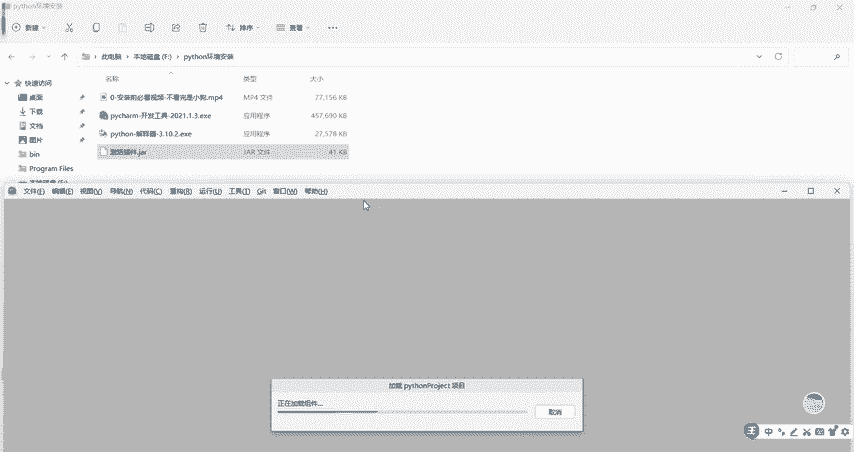 python环境安装
新建 排序 查看
此电脑 本地磁盘 (F:) python环境安装
快速访问
桌面
下载
文档
图片
bin
Program Files
名称 类型 大小
0-安装前必看视频-不看完是小狗.mp4 MP4 文件 77,156 KB
pycharm-开发工具-2021.1.3.exe 应用程序 457,690 KB
python-解释器-3.10.2.exe 应用程序 27,578 KB
激活插件.jar JAR 文件 41 KB
文件(F) 编辑(E) 视图(V) 导航(N) 代码(C) 重构(R) 运行(U) 工具(T) Git 窗口(W) 帮助(H)
加载 pythonProject 项目
正在加载组件...
取消
王 中